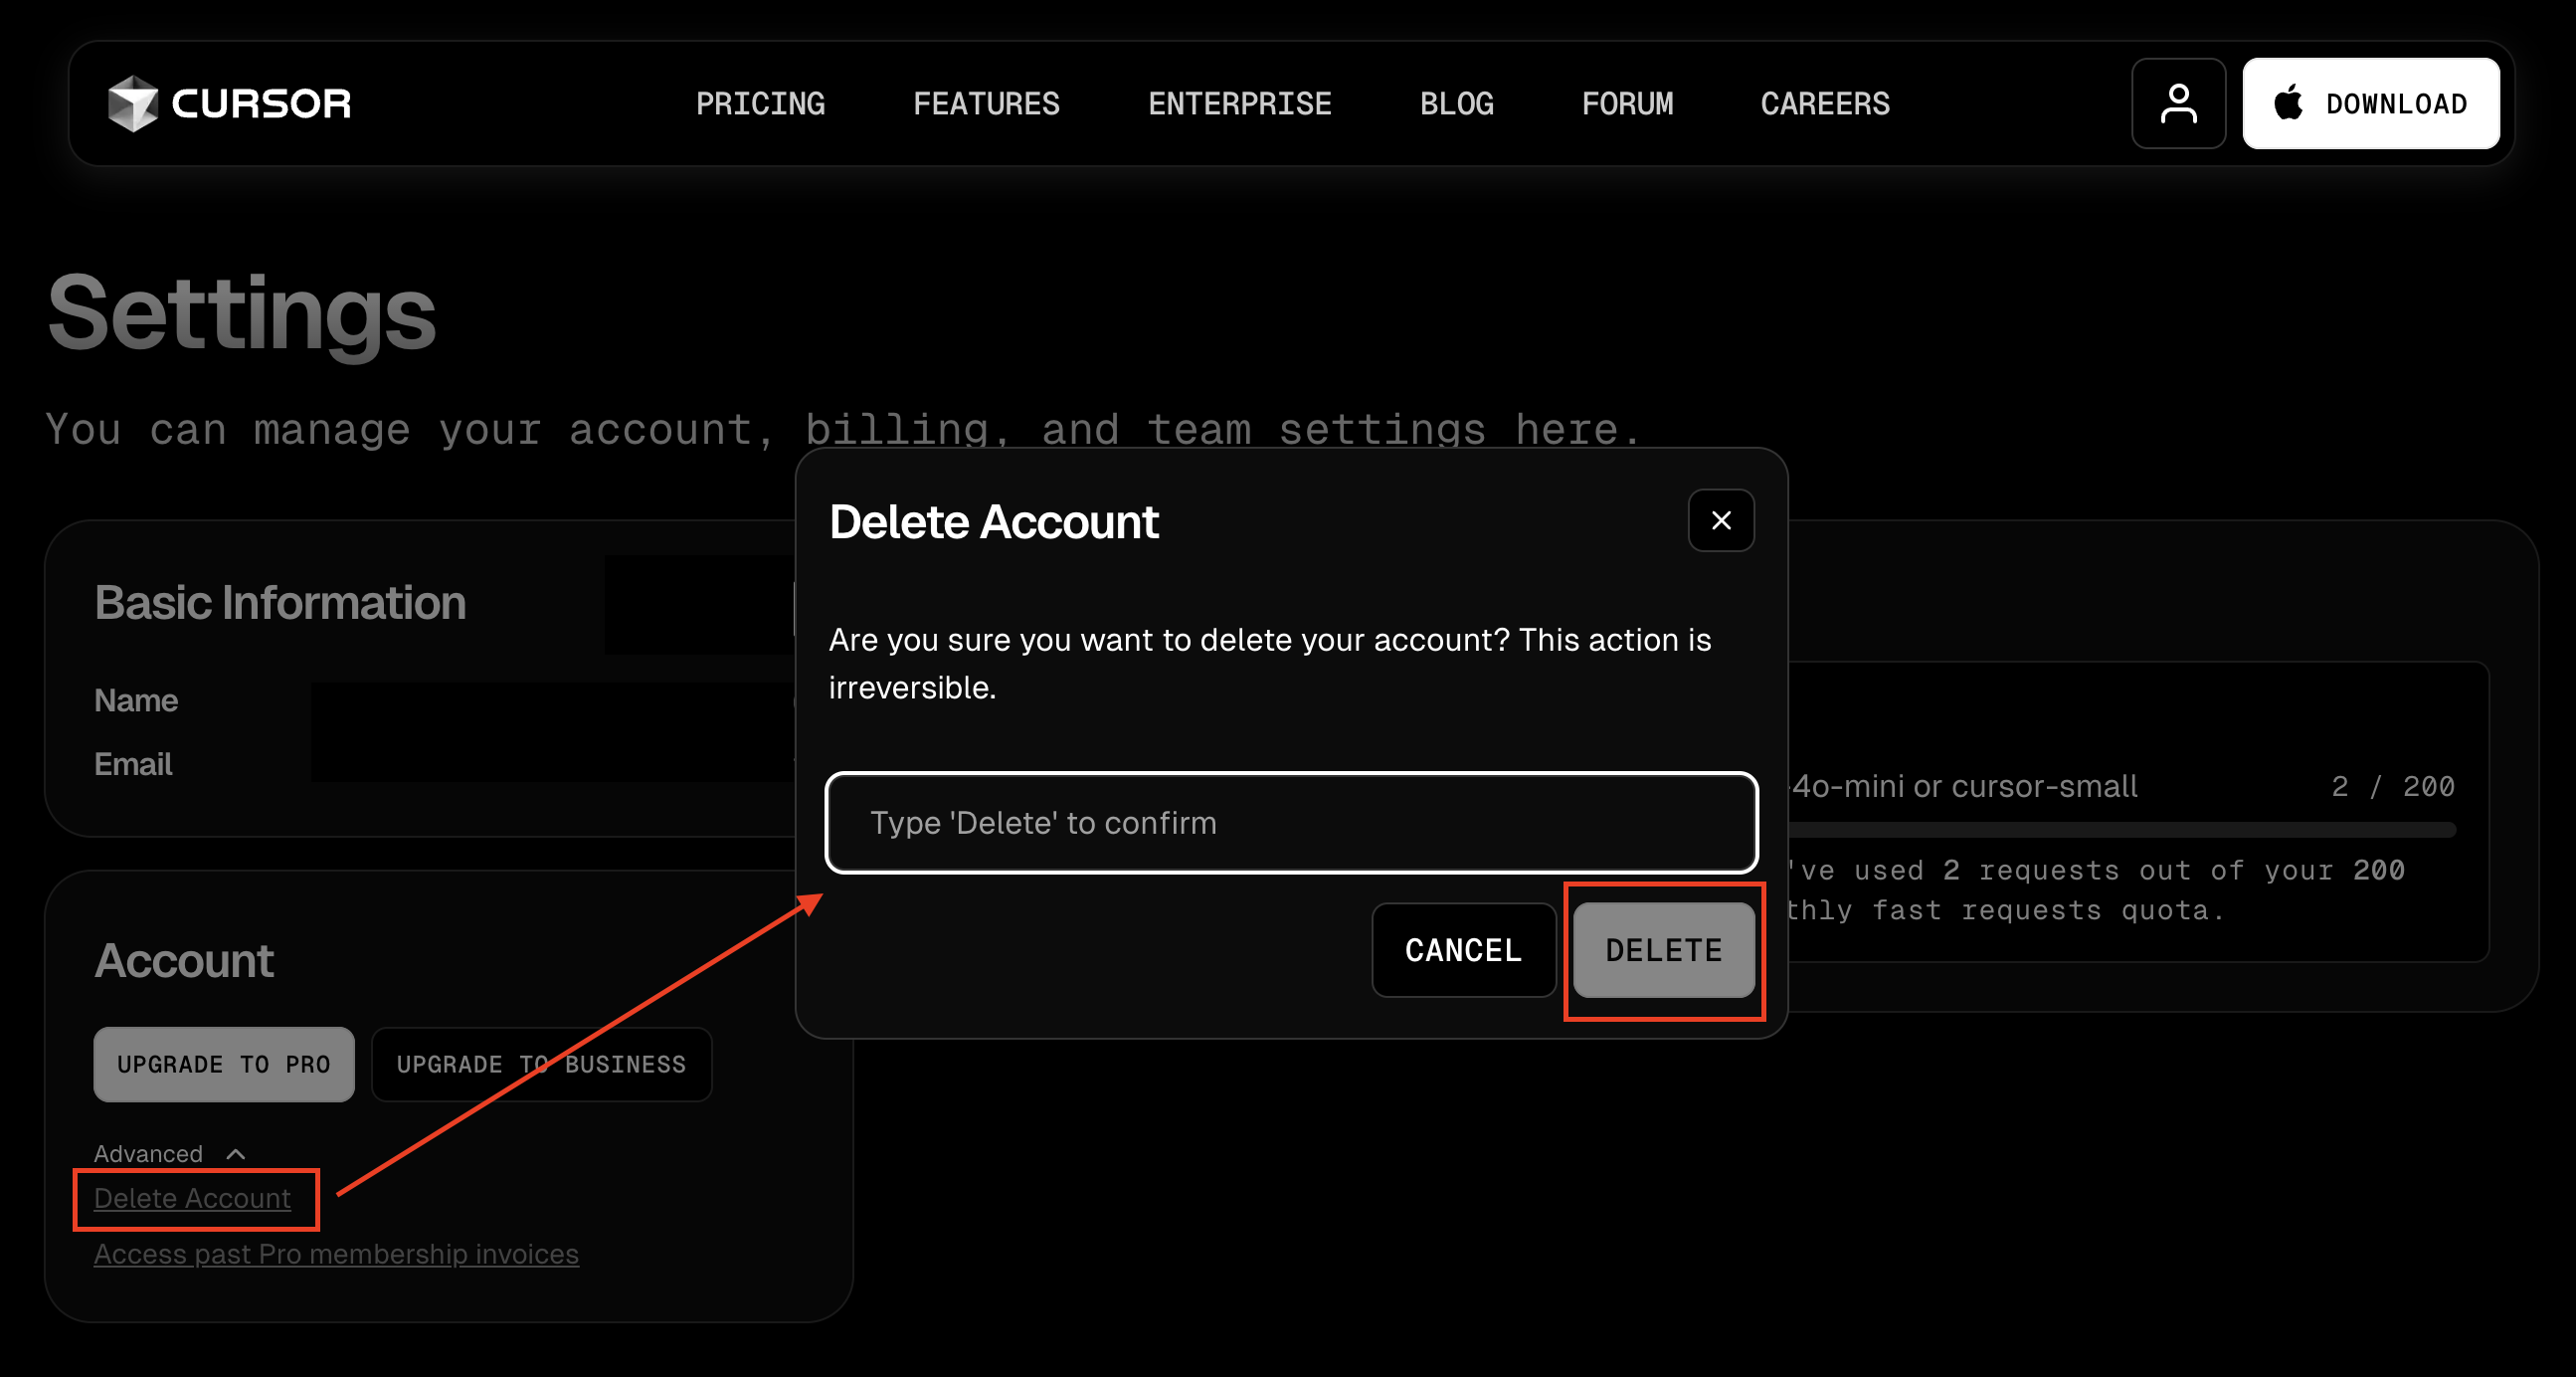 CURSOR
PRICING
FEATURES
ENTERPRISE
BLOG
FORUM
CAREERS
DOWNLOAD
Settings
You can manage your account, billing, and team settings here.
Basic Information
Name
Email
Account
UPGRADE TO PRO
UPGRADE TO BUSINESS
Advanced
Delete Account
Access past Pro membership invoices
Delete Account
Are you sure you want to delete your account? This action is
irreversible.
Type 'Delete' to confirm
CANCEL
DELETE
-4o-mini or cursor-small
2 / 200
've used 2 requests out of your 200
thly fast requests quota.